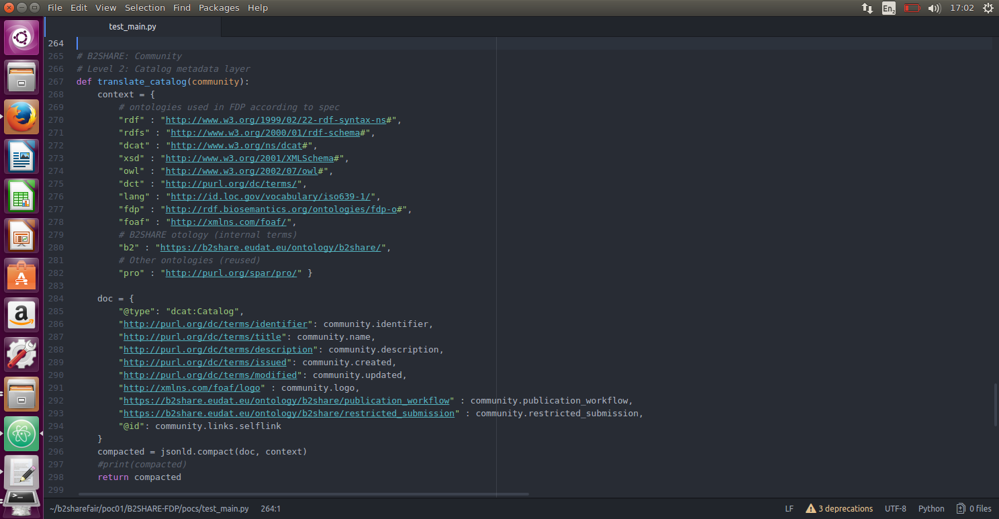 File Edit View Selection Find Packages Help
En2
17:02
test_main.py
264
265 # B2SHARE: Community
266 # Level 2: Catalog metadata layer
267 def translate_catalog(community):
268     context = {
269         # ontologies used in FDP according to spec
270         "rdf" : "http://www.w3.org/1999/02/22-rdf-syntax-ns#",
271         "rdfs" : "http://www.w3.org/2000/01/rdf-schema#",
272         "dcat" : "http://www.w3.org/ns/dcat#",
273         "xsd" : "http://www.w3.org/2001/XMLSchema#",
274         "owl" : "http://www.w3.org/2002/07/owl#",
275         "dct" : "http://purl.org/dc/terms/",
276         "lang" : "http://id.loc.gov/vocabulary/iso639-1/",
277         "fdp" : "http://rdf.biosemantics.org/ontologies/fdp-o#",
278         "foaf" : "http://xmlns.com/foaf/",
279         # B2SHARE otology (internal terms)
280         "b2" : "https://b2share.eudat.eu/ontology/b2share/",
281         # Other ontologies (reused)
282         "pro" : "http://purl.org/spar/pro/" }
283
284     doc = {
285         "@type": "dcat:Catalog",
286         "http://purl.org/dc/terms/identifier": community.identifier,
287         "http://purl.org/dc/terms/title": community.name,
288         "http://purl.org/dc/terms/description": community.description,
289         "http://purl.org/dc/terms/issued": community.created,
290         "http://purl.org/dc/terms/modified": community.updated,
291         "http://xmlns.com/foaf/logo" : community.logo,
292         "https://b2share.eudat.eu/ontology/b2share/publication_workflow" : community.publication_workflow,
293         "https://b2share.eudat.eu/ontology/b2share/restricted_submission" : community.restricted_submission,
294         "@id": community.links.selflink
295     }
296     compacted = jsonld.compact(doc, context)
297     #print(compacted)
298     return compacted
299
~/b2sharefair/poc01/B2SHARE-FDP/pocs/test_main.py 264:1 LF 3 deprecations UTF-8 Python 0 files